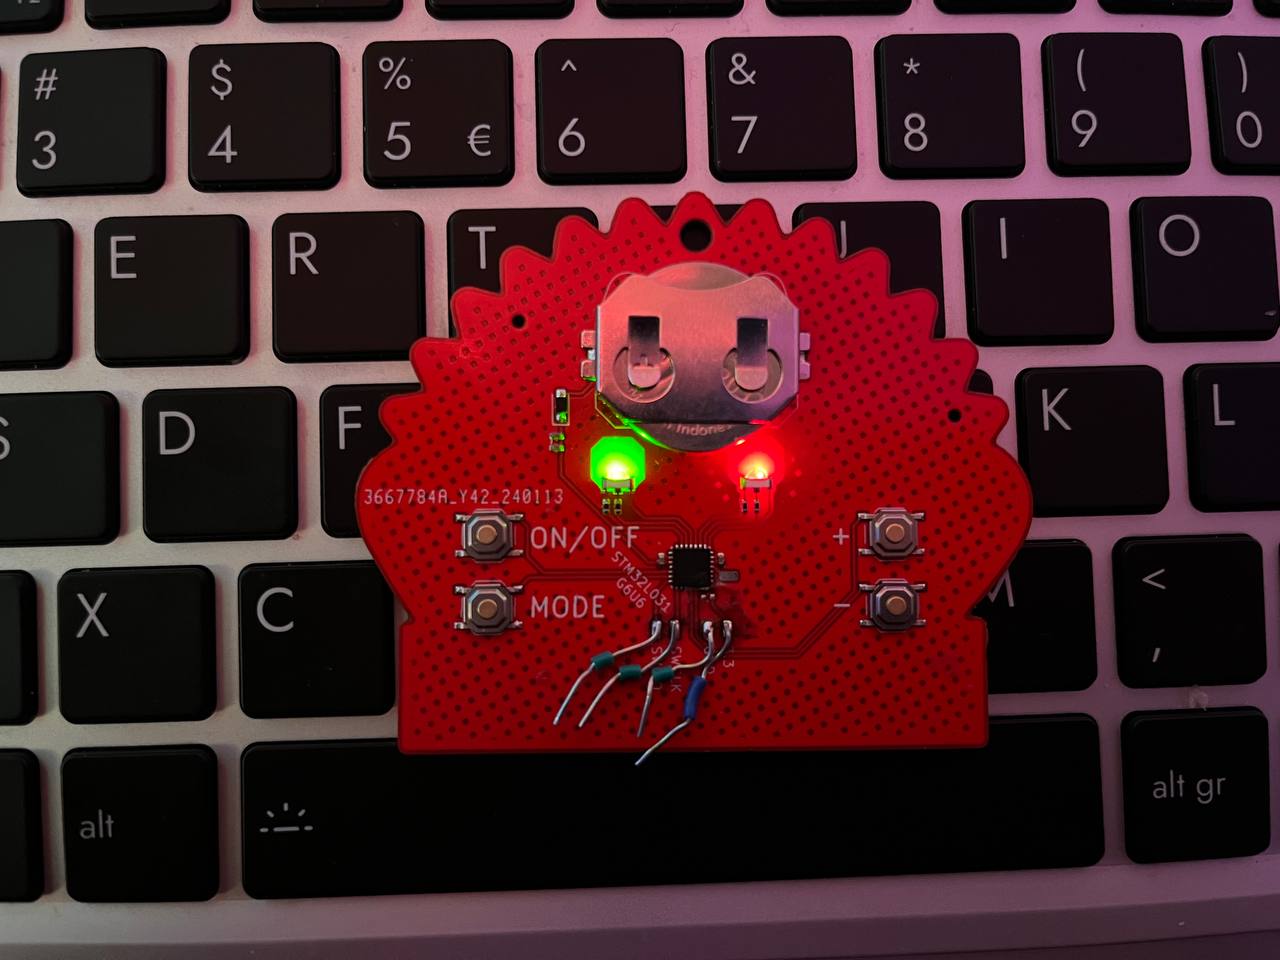 # $ % ^ & * ( )
3 4 5 € 6 7 8 9 0
E R T I O
S D F K L
n Indone
3667784A_Y42_240113
ON/OFF +
STM32L031
G6U6
MODE -
X C M <
,
alt alt gr